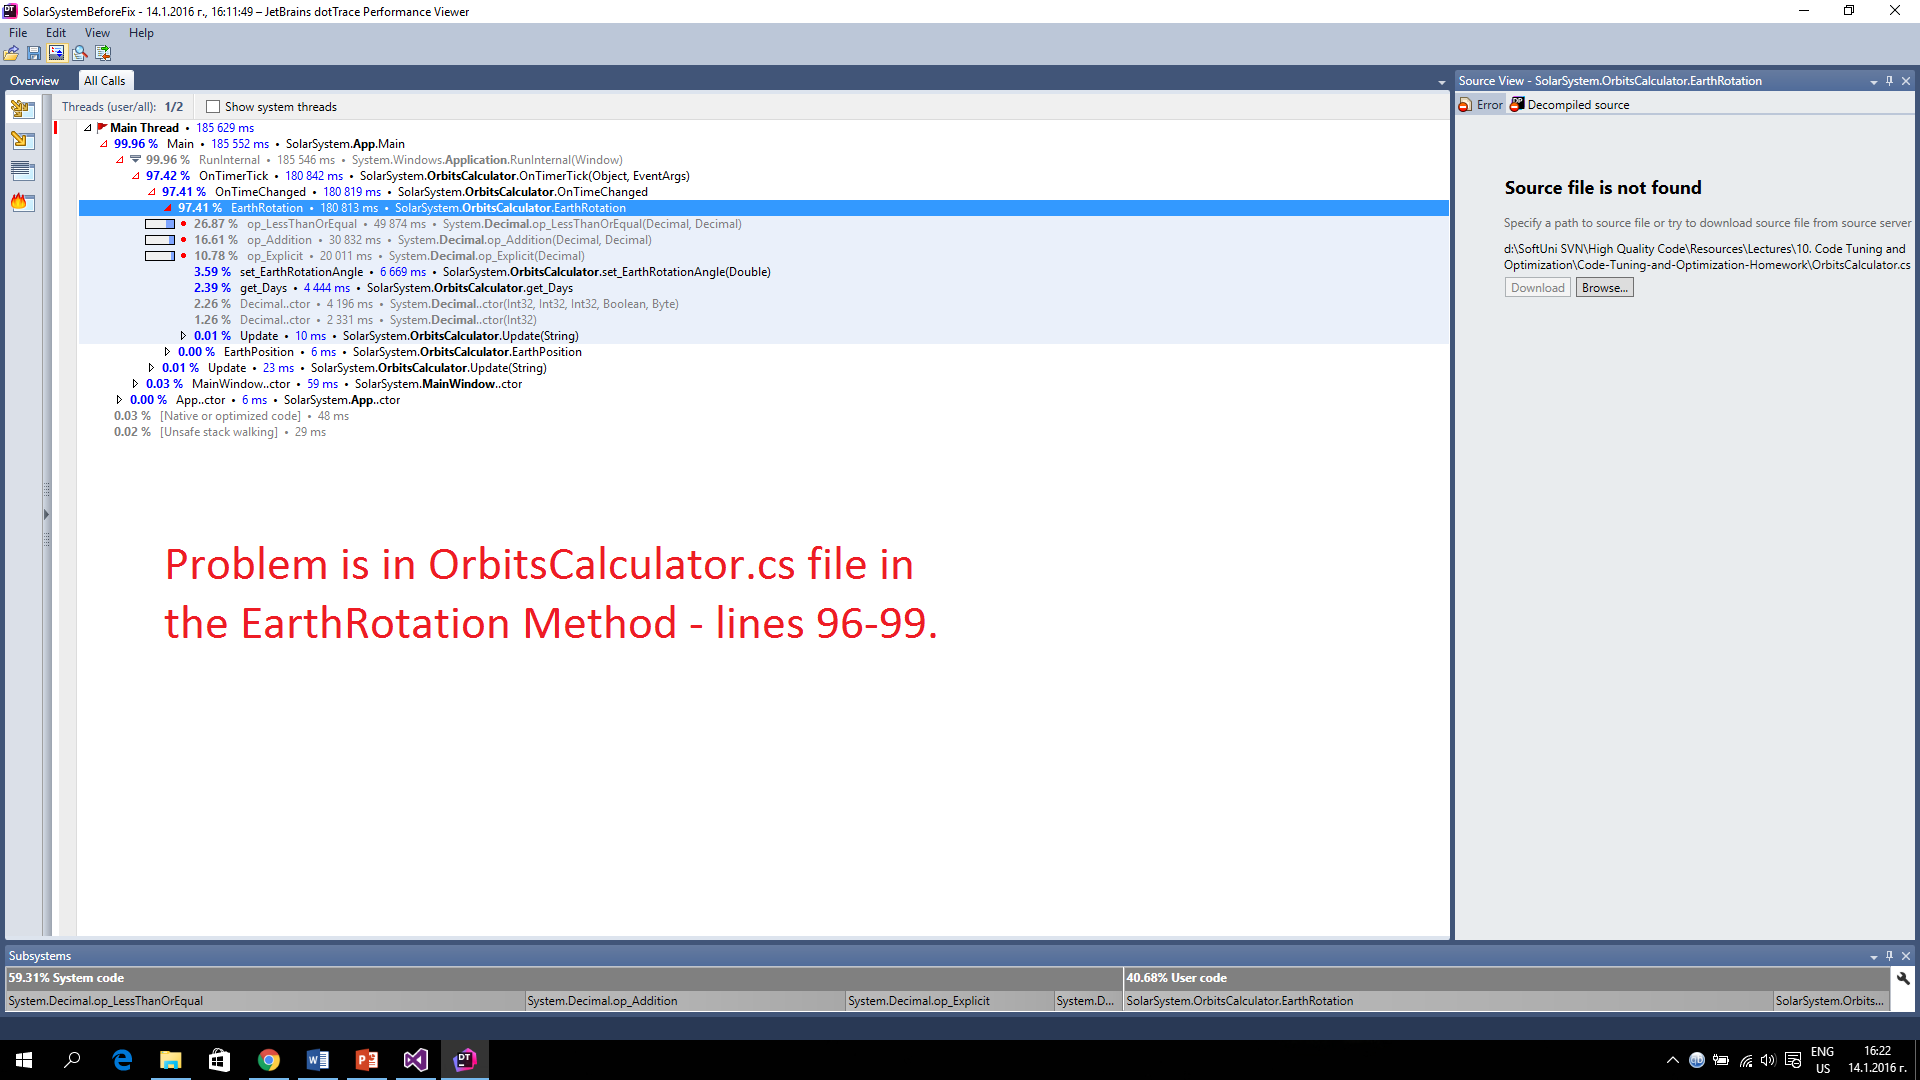 SolarSystemBeforeFix - 14.1.2016 г., 16:11:49 – JetBrains dotTrace Performance Viewer
File Edit View Help
Overview All Calls
Threads (user/all): 1/2 Show system threads
Main Thread • 185 629 ms
99.96 % Main • 185 552 ms • SolarSystem.App.Main
99.96 % RunInternal • 185 546 ms • System.Windows.Application.RunInternal(Window)
97.42 % OnTimerTick • 180 842 ms • SolarSystem.OrbitsCalculator.OnTimerTick(Object, EventArgs)
97.41 % OnTimeChanged • 180 819 ms • SolarSystem.OrbitsCalculator.OnTimeChanged
97.41 % EarthRotation • 180 813 ms • SolarSystem.OrbitsCalculator.EarthRotation
26.87 % op_LessThanOrEqual • 49 874 ms • System.Decimal.op_LessThanOrEqual(Decimal, Decimal)
16.61 % op_Addition • 30 832 ms • System.Decimal.op_Addition(Decimal, Decimal)
10.78 % op_Explicit • 20 011 ms • System.Decimal.op_Explicit(Decimal)
3.59 % set_EarthRotationAngle • 6 669 ms • SolarSystem.OrbitsCalculator.set_EarthRotationAngle(Double)
2.39 % get_Days • 4 444 ms • SolarSystem.OrbitsCalculator.get_Days
2.26 % Decimal..ctor • 4 196 ms • System.Decimal..ctor(Int32, Int32, Int32, Boolean, Byte)
1.26 % Decimal..ctor • 2 331 ms • System.Decimal..ctor(Int32)
0.01 % Update • 10 ms • SolarSystem.OrbitsCalculator.Update(String)
0.00 % EarthPosition • 6 ms • SolarSystem.OrbitsCalculator.EarthPosition
0.01 % Update • 23 ms • SolarSystem.OrbitsCalculator.Update(String)
0.03 % MainWindow..ctor • 59 ms • SolarSystem.MainWindow..ctor
0.00 % App..ctor • 6 ms • SolarSystem.App..ctor
0.03 % [Native or optimized code] • 48 ms
0.02 % [Unsafe stack walking] • 29 ms
Problem is in OrbitsCalculator.cs file in
the EarthRotation Method - lines 96-99.
Source View - SolarSystem.OrbitsCalculator.EarthRotation
Error Decompiled source
Source file is not found
Specify a path to source file or try to download source file from source server
d:\SoftUni SVN\High Quality Code\Resources\Lectures\10. Code Tuning and
Optimization\Code-Tuning-and-Optimization-Homework\OrbitsCalculator.cs
Download Browse...
Subsystems
59.31% System code 40.68% User code
System.Decimal.op_LessThanOrEqual System.Decimal.op_Addition System.Decimal.op_Explicit System.D... SolarSystem.OrbitsCalculator.EarthRotation SolarSystem.Orbits...
ENG 16:22
US 14.1.2016 г.